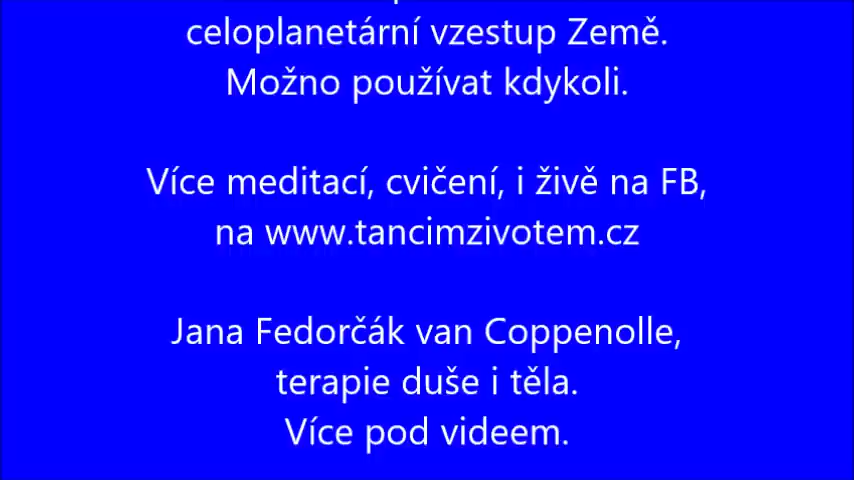 celoplanetární vzestup Země.
Možno používat kdykoli.
Více meditací, cvičení, i živě na FB,
na www.tancimzivotem.cz
Jana Fedorčák van Coppenolle,
terapie duše i těla.
Více pod videem.